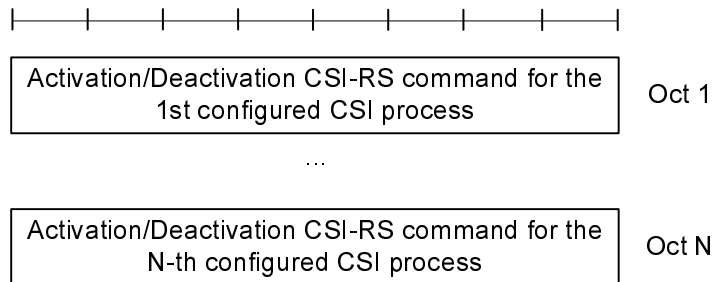 Activation/Deactivation CSI-RS command for the
1st configured CSI process
Oct 1
...
Activation/Deactivation CSI-RS command for the
N-th configured CSI process
Oct N